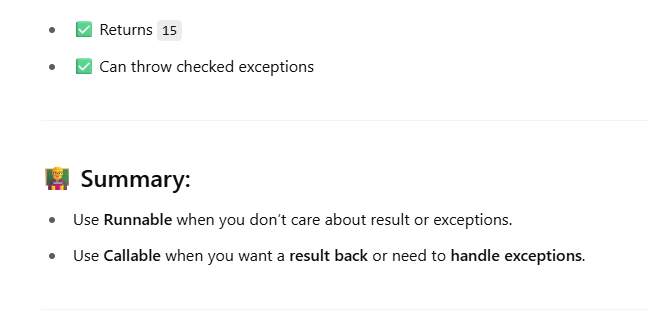 ✅ Returns 15
✅ Can throw checked exceptions
Summary:
Use Runnable when you don’t care about result or exceptions.
Use Callable when you want a result back or need to handle exceptions.